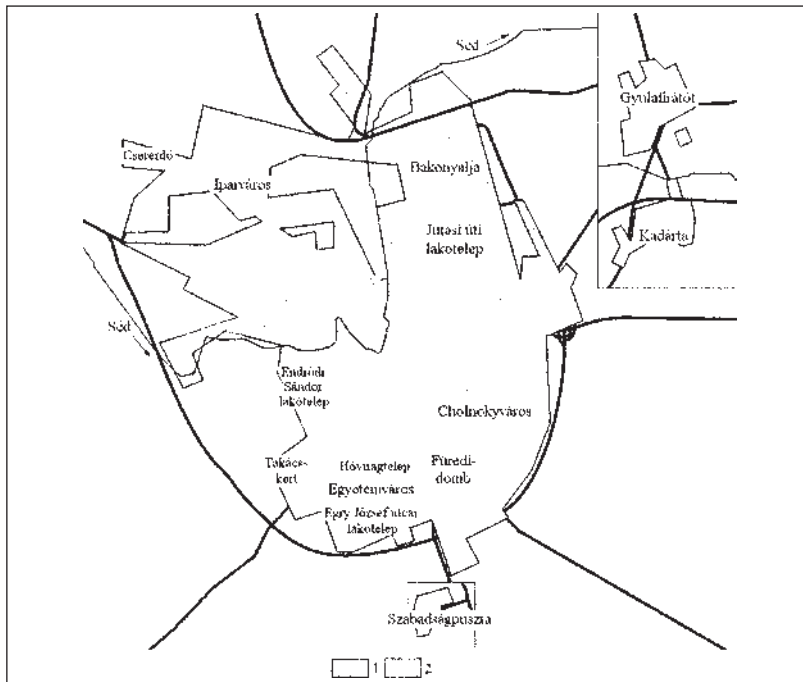 Séd
Gyulafirátót
Csererdő
Bakonyalja
Iparváros
Jutasi úti
lakótelep
Kadárta
Séd
Endrődi
Sándor
lakótelep
Cholnokyváros
Takács-
kert
Hóvirágtelep
Füredi-
domb
Egyetemváros
Egry József utcai
lakótelep
Szabadságpuszta
1
2